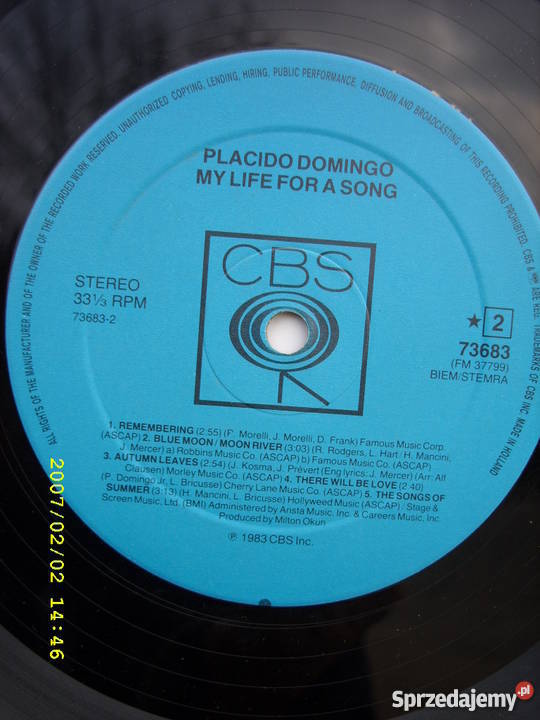 ALL RIGHTS OF THE MANUFACTURER AND OF THE OWNER OF THE RECORDED WORK RESERVED. UNAUTHORIZED COPYING, LENDING, HIRING, PUBLIC PERFORMANCE, DIFFUSION AND BROADCASTING OF THIS RECORDING PROHIBITED. CBS & ARE REG. TRADEMARKS OF CBS INC. MADE IN HOLLAND
PLACIDO DOMINGO
MY LIFE FOR A SONG
CBS
STEREO
33⅓ RPM
73683-2
★ 2
73683
(FM 37799)
BIEM/STEMRA
1. REMEMBERING (2:55) (F. Morelli, J. Morelli, D. Frank) Famous Music Corp.
(ASCAP) 2. BLUE MOON / MOON RIVER (3:03) (R. Rodgers, L. Hart / H. Mancini,
J. Mercer) a) Robbins Music Co. (ASCAP) b) Famous Music Co. (ASCAP)
3. AUTUMN LEAVES (2:54) (J. Kosma, J. Prévert (Eng lyrics: J. Mercer) (Arr: Alf
Clausen) Morley Music Co. (ASCAP) 4. THERE WILL BE LOVE (2 40)
(P. Domingo Jr, L. Bricusse) Cherry Lane Music Co. (ASCAP) 5. THE SONGS OF
SUMMER (3:13) (H. Mancini, L. Bricusse) Hollyweed Music (ASCAP) / Stage &
Screen Music, Ltd. (BMI) Administered by Arista Music, Inc. & Careers Music, Inc.
Produced by Milton Okun
℗ 1983 CBS Inc.
2007/02/02 14:46
Sprzedajemy.pl